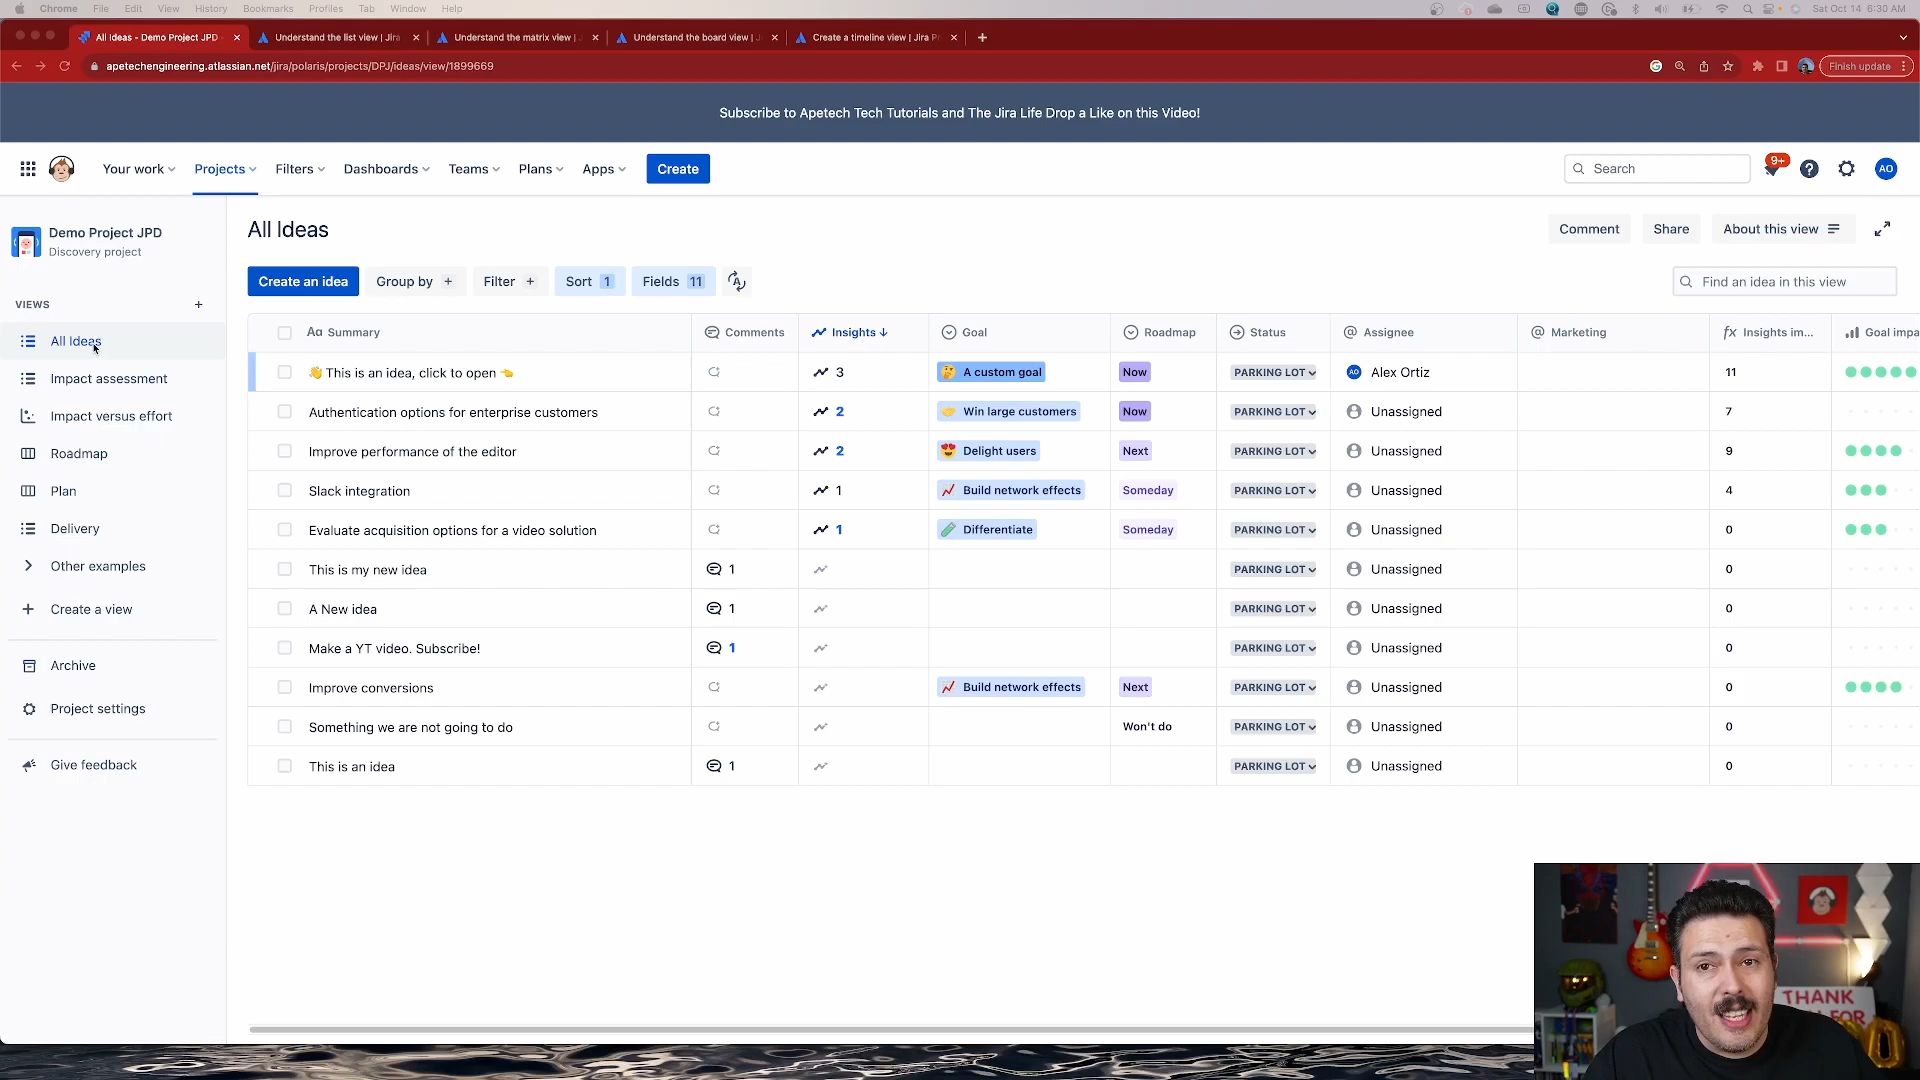 Chrome File Edit View History Bookmarks Profiles Tab Window Help Sat Oct 14 6:30 AM
All Ideas - Demo Project JPD
Understand the list view | Jira
Understand the matrix view |
Understand the board view |
Create a timeline view | Jira P
apetechengineering.atlassian.net/jira/polaris/projects/DPJ/ideas/view/1899669
Finish update
Subscribe to Apetech Tech Tutorials and The Jira Life Drop a Like on this Video!
Your work Projects Filters Dashboards Teams Plans Apps Create Search 9+ AO
Demo Project JPD
Discovery project
VIEWS
All Ideas
Impact assessment
Impact versus effort
Roadmap
Plan
Delivery
Other examples
Create a view
Archive
Project settings
Give feedback
All Ideas
Comment Share About this view
Create an idea Group by + Filter + Sort 1 Fields 11 Find an idea in this view
Aa Summary Comments Insights ↓ Goal Roadmap Status @ Assignee @ Marketing fx Insights im... Goal impa
👋 This is an idea, click to open 👈 3 🤔 A custom goal Now PARKING LOT AO Alex Ortiz 11
Authentication options for enterprise customers 2 Win large customers Now PARKING LOT Unassigned 7
Improve performance of the editor 2 😍 Delight users Next PARKING LOT Unassigned 9
Slack integration 1 📈 Build network effects Someday PARKING LOT Unassigned 4
Evaluate acquisition options for a video solution 1 🧪 Differentiate Someday PARKING LOT Unassigned 0
This is my new idea 1 PARKING LOT Unassigned 0
A New idea 1 PARKING LOT Unassigned 0
Make a YT video. Subscribe! 1 PARKING LOT Unassigned 0
Improve conversions 📈 Build network effects Next PARKING LOT Unassigned 0
Something we are not going to do Won't do PARKING LOT Unassigned 0
This is an idea 1 PARKING LOT Unassigned 0
THANK
FOR